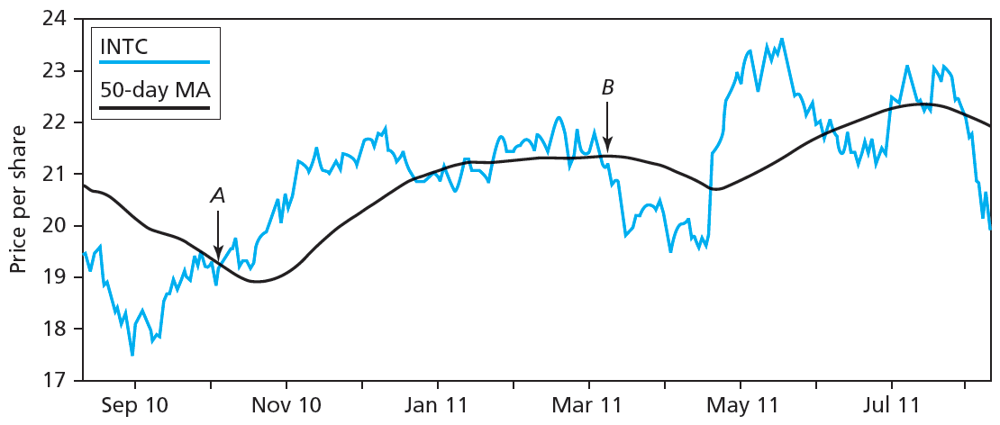 Price per share
24
23
22
21
20
19
18
17
INTC
50-day MA
A
B
Sep 10
Nov 10
Jan 11
Mar 11
May 11
Jul 11